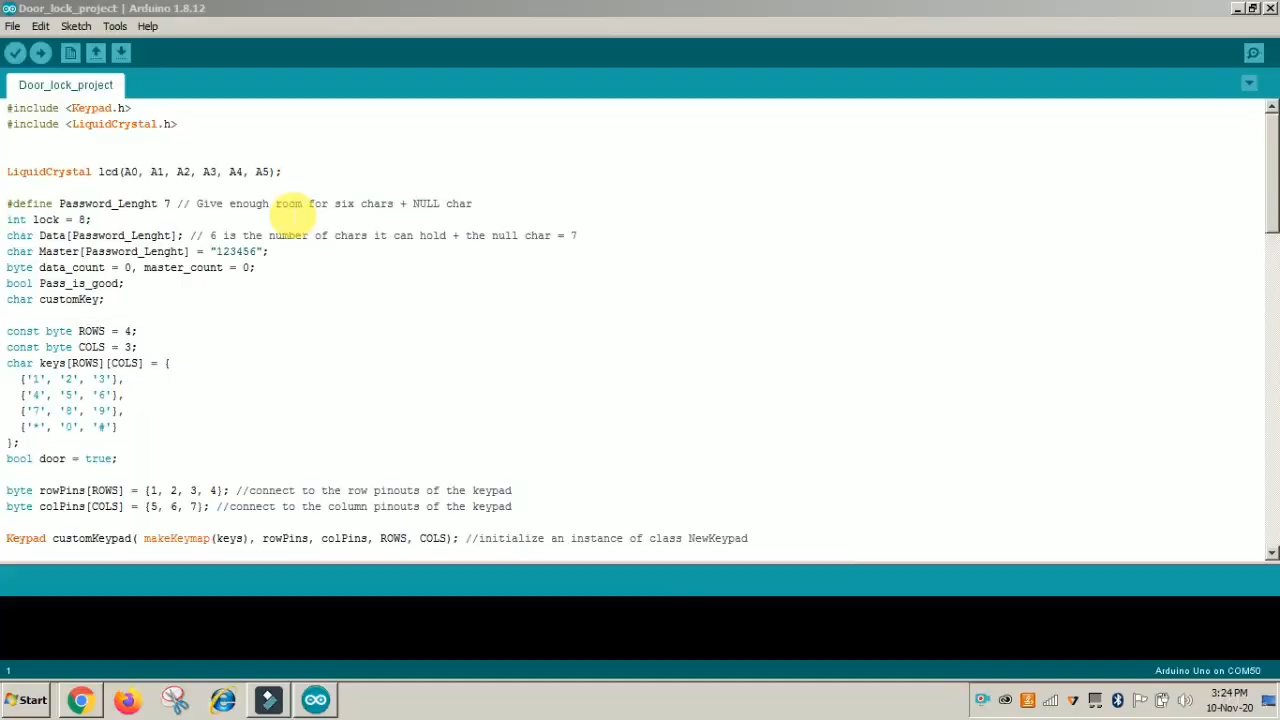 Door_lock_project | Arduino 1.8.12
File Edit Sketch Tools Help
Door_lock_project
#include <Keypad.h>
#include <LiquidCrystal.h>
LiquidCrystal lcd(A0, A1, A2, A3, A4, A5);
#define Password_Lenght 7 // Give enough room for six chars + NULL char
int lock = 8;
char Data[Password_Lenght]; // 6 is the number of chars it can hold + the null char = 7
char Master[Password_Lenght] = "123456";
byte data_count = 0, master_count = 0;
bool Pass_is_good;
char customKey;
const byte ROWS = 4;
const byte COLS = 3;
char keys[ROWS][COLS] = {
{'1', '2', '3'},
{'4', '5', '6'},
{'7', '8', '9'},
{'*', '0', '#'}
};
bool door = true;
byte rowPins[ROWS] = {1, 2, 3, 4}; //connect to the row pinouts of the keypad
byte colPins[COLS] = {5, 6, 7}; //connect to the column pinouts of the keypad
Keypad customKeypad( makeKeymap(keys), rowPins, colPins, ROWS, COLS); //initialize an instance of class NewKeypad
1 Arduino Uno on COM50
Start 3:24 PM
10-Nov-20